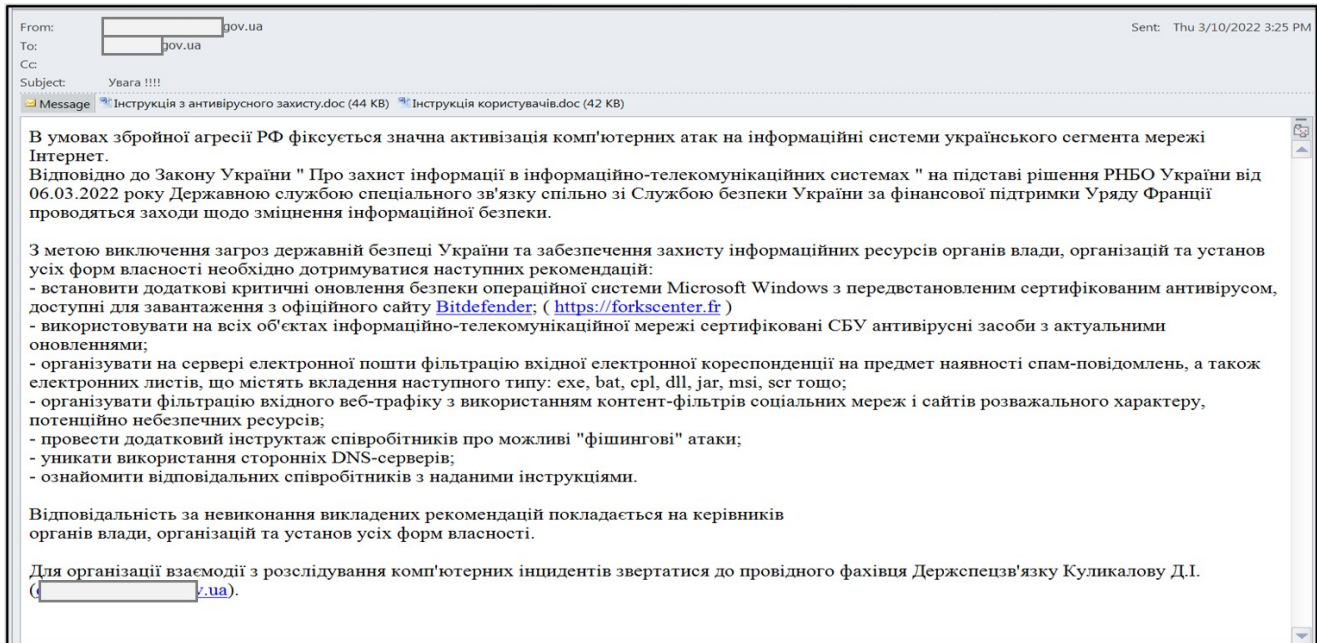 From: gov.ua
Sent: Thu 3/10/2022 3:25 PM
To: gov.ua
Cc:
Subject: Увага !!!!
Message Інструкція з антивірусного захисту.doc (44 KB) Інструкція користувачів.doc (42 KB)
В умовах збройної агресії РФ фіксується значна активізація комп'ютерних атак на інформаційні системи українського сегмента мережі
Інтернет.
Відповідно до Закону України " Про захист інформації в інформаційно-телекомунікаційних системах " на підставі рішення РНБО України від
06.03.2022 року Державною службою спеціального зв'язку спільно зі Службою безпеки України за фінансової підтримки Уряду Франції
проводяться заходи щодо зміцнення інформаційної безпеки.
З метою виключення загроз державній безпеці України та забезпечення захисту інформаційних ресурсів органів влади, організацій та установ
усіх форм власності необхідно дотримуватися наступних рекомендацій:
- встановити додаткові критичні оновлення безпеки операційної системи Microsoft Windows з передвстановленим сертифікованим антивірусом,
доступні для завантаження з офіційного сайту Bitdefender; ( https://forkscenter.fr )
- використовувати на всіх об'єктах інформаційно-телекомунікаційної мережі сертифіковані СБУ антивірусні засоби з актуальними
оновленнями;
- організувати на сервері електронної пошти фільтрацію вхідної електронної кореспонденції на предмет наявності спам-повідомлень, а також
електронних листів, що містять вкладення наступного типу: exe, bat, cpl, dll, jar, msi, scr тощо;
- організувати фільтрацію вхідного веб-трафіку з використанням контент-фільтрів соціальних мереж і сайтів розважального характеру,
потенційно небезпечних ресурсів;
- провести додатковий інструктаж співробітників про можливі "фішингові" атаки;
- уникати використання сторонніх DNS-серверів;
- ознайомити відповідальних співробітників з наданими інструкціями.
Відповідальність за невиконання викладених рекомендацій покладається на керівників
органів влади, організацій та установ усіх форм власності.
Для організації взаємодії з розслідування комп'ютерних інцидентів звертатися до провідного фахівця Держспецзв'язку Куликалову Д.І.
( v.ua).